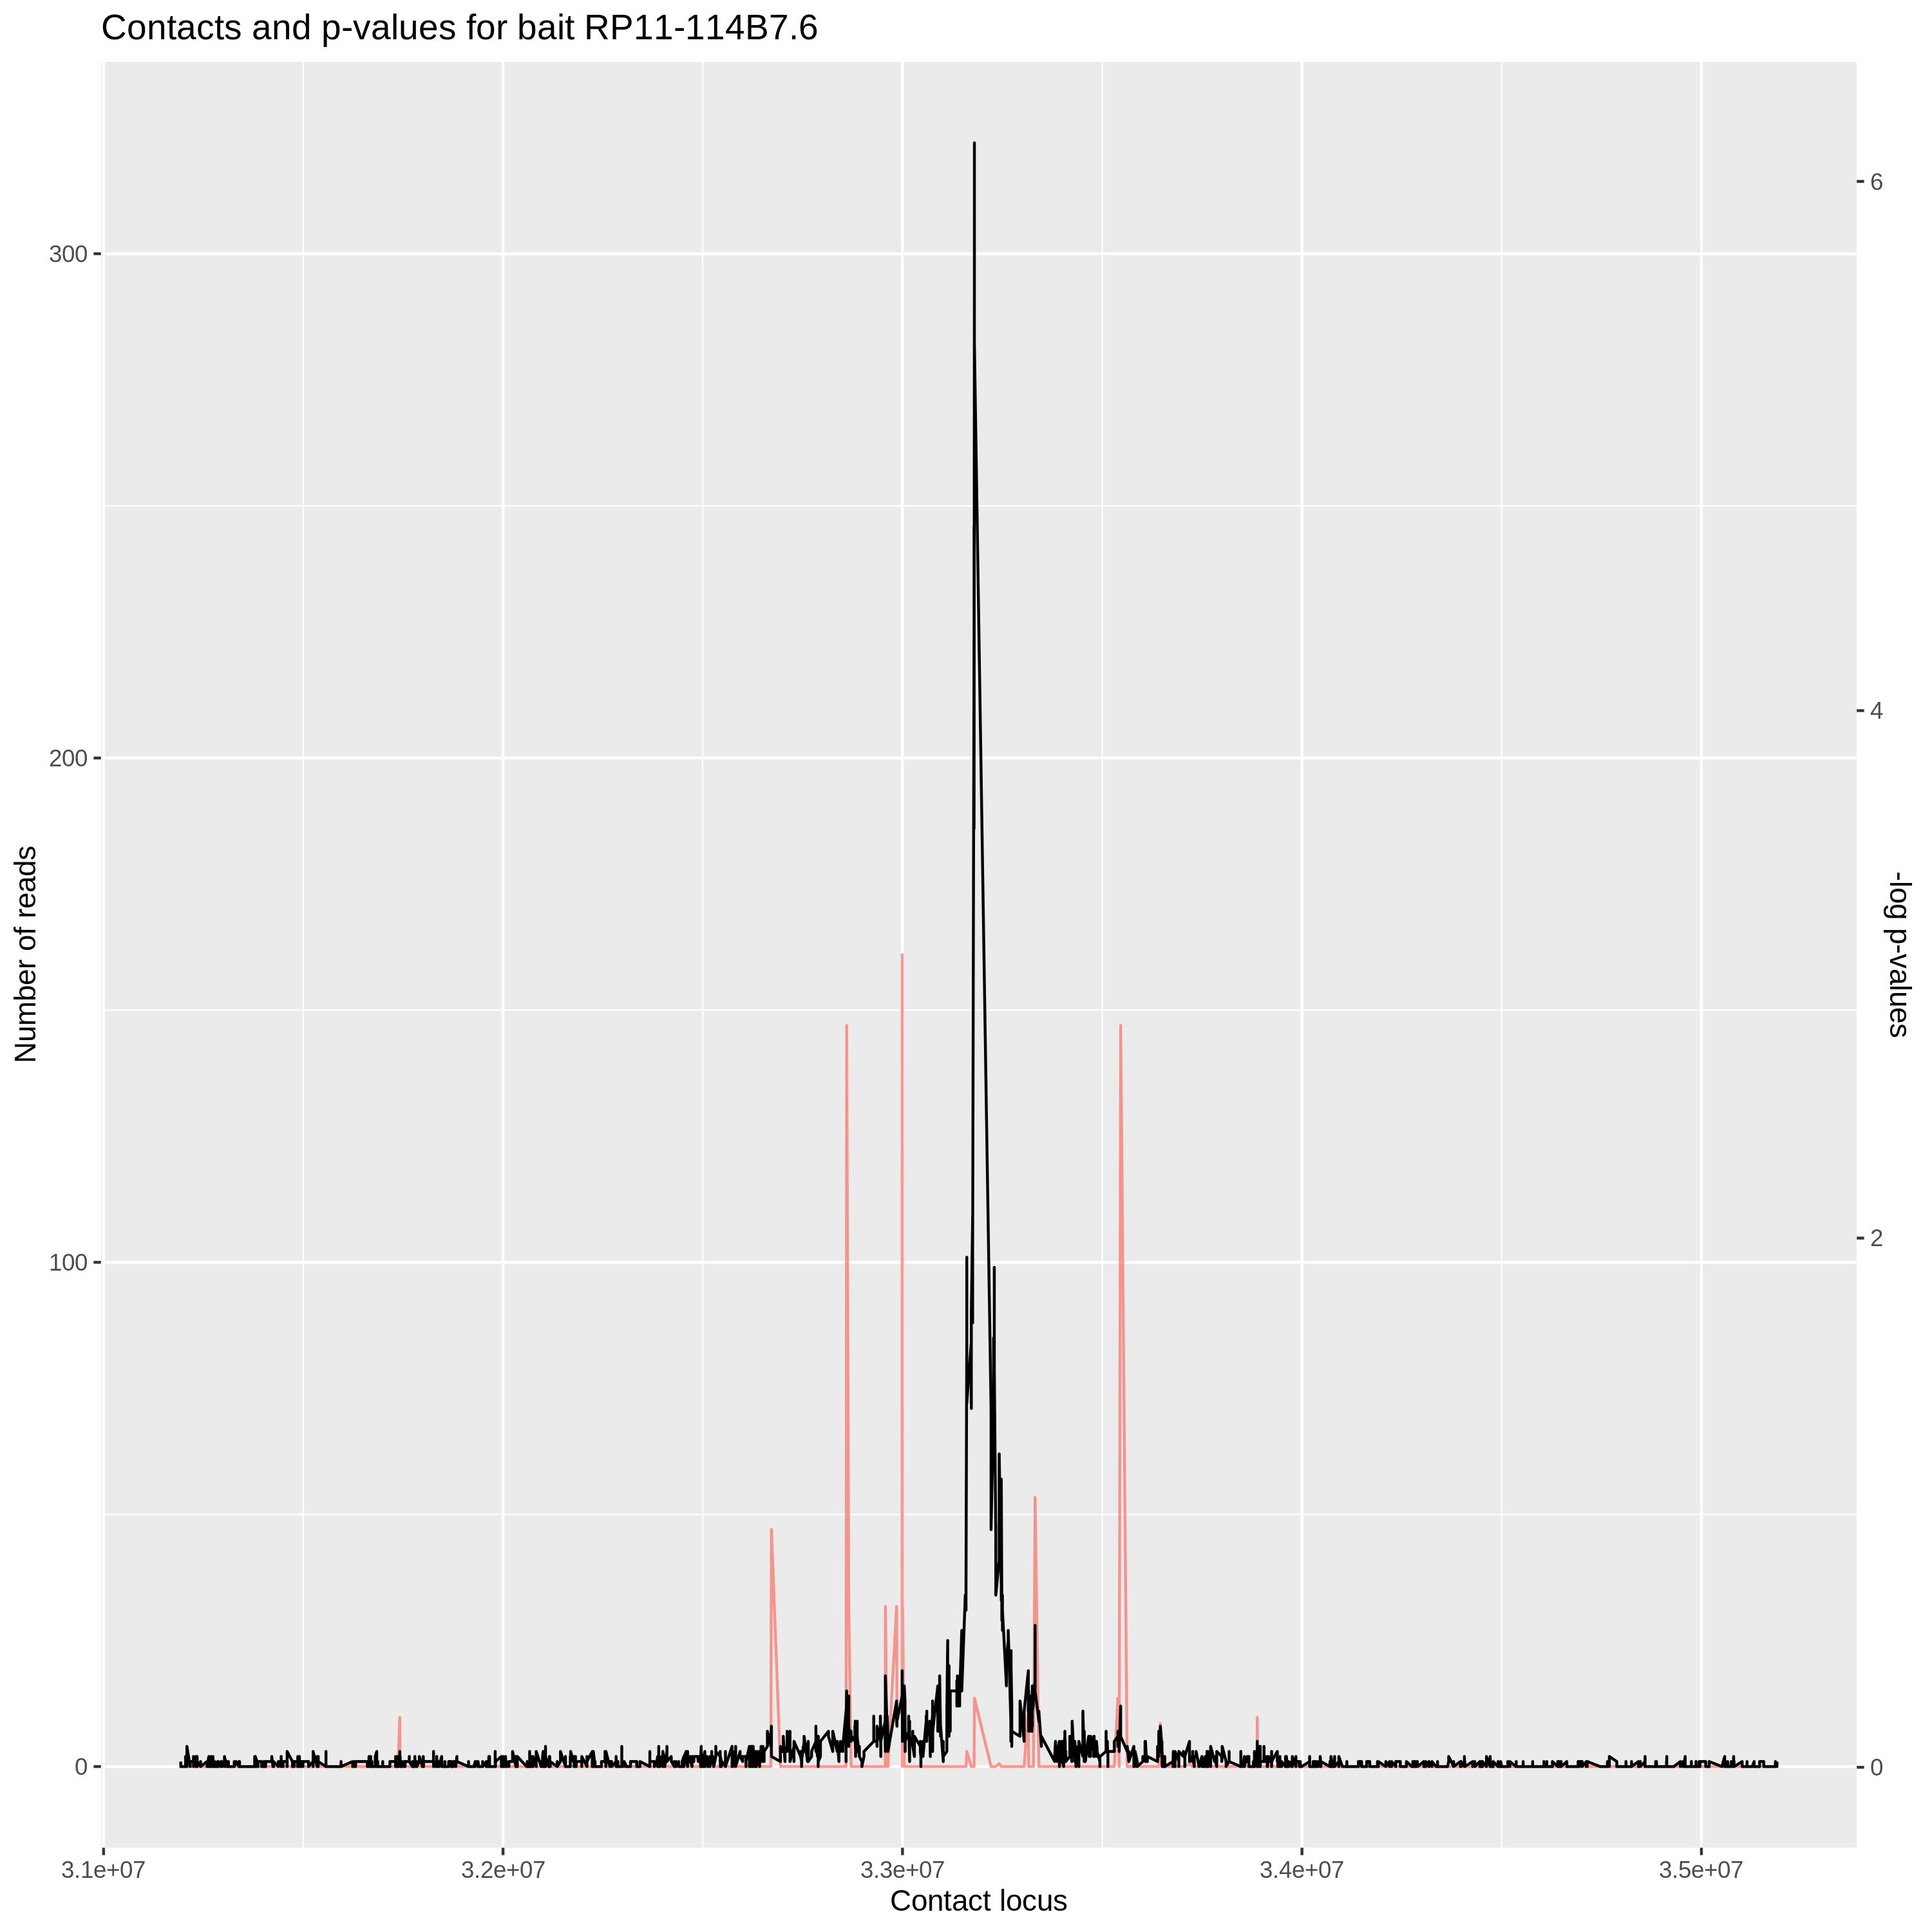 Contacts and p-values for bait RP11-114B7.6
300
200
100
0
6
4
2
0
Number of reads
-log p-values
3.1e+07
3.2e+07
3.3e+07
3.4e+07
3.5e+07
Contact locus